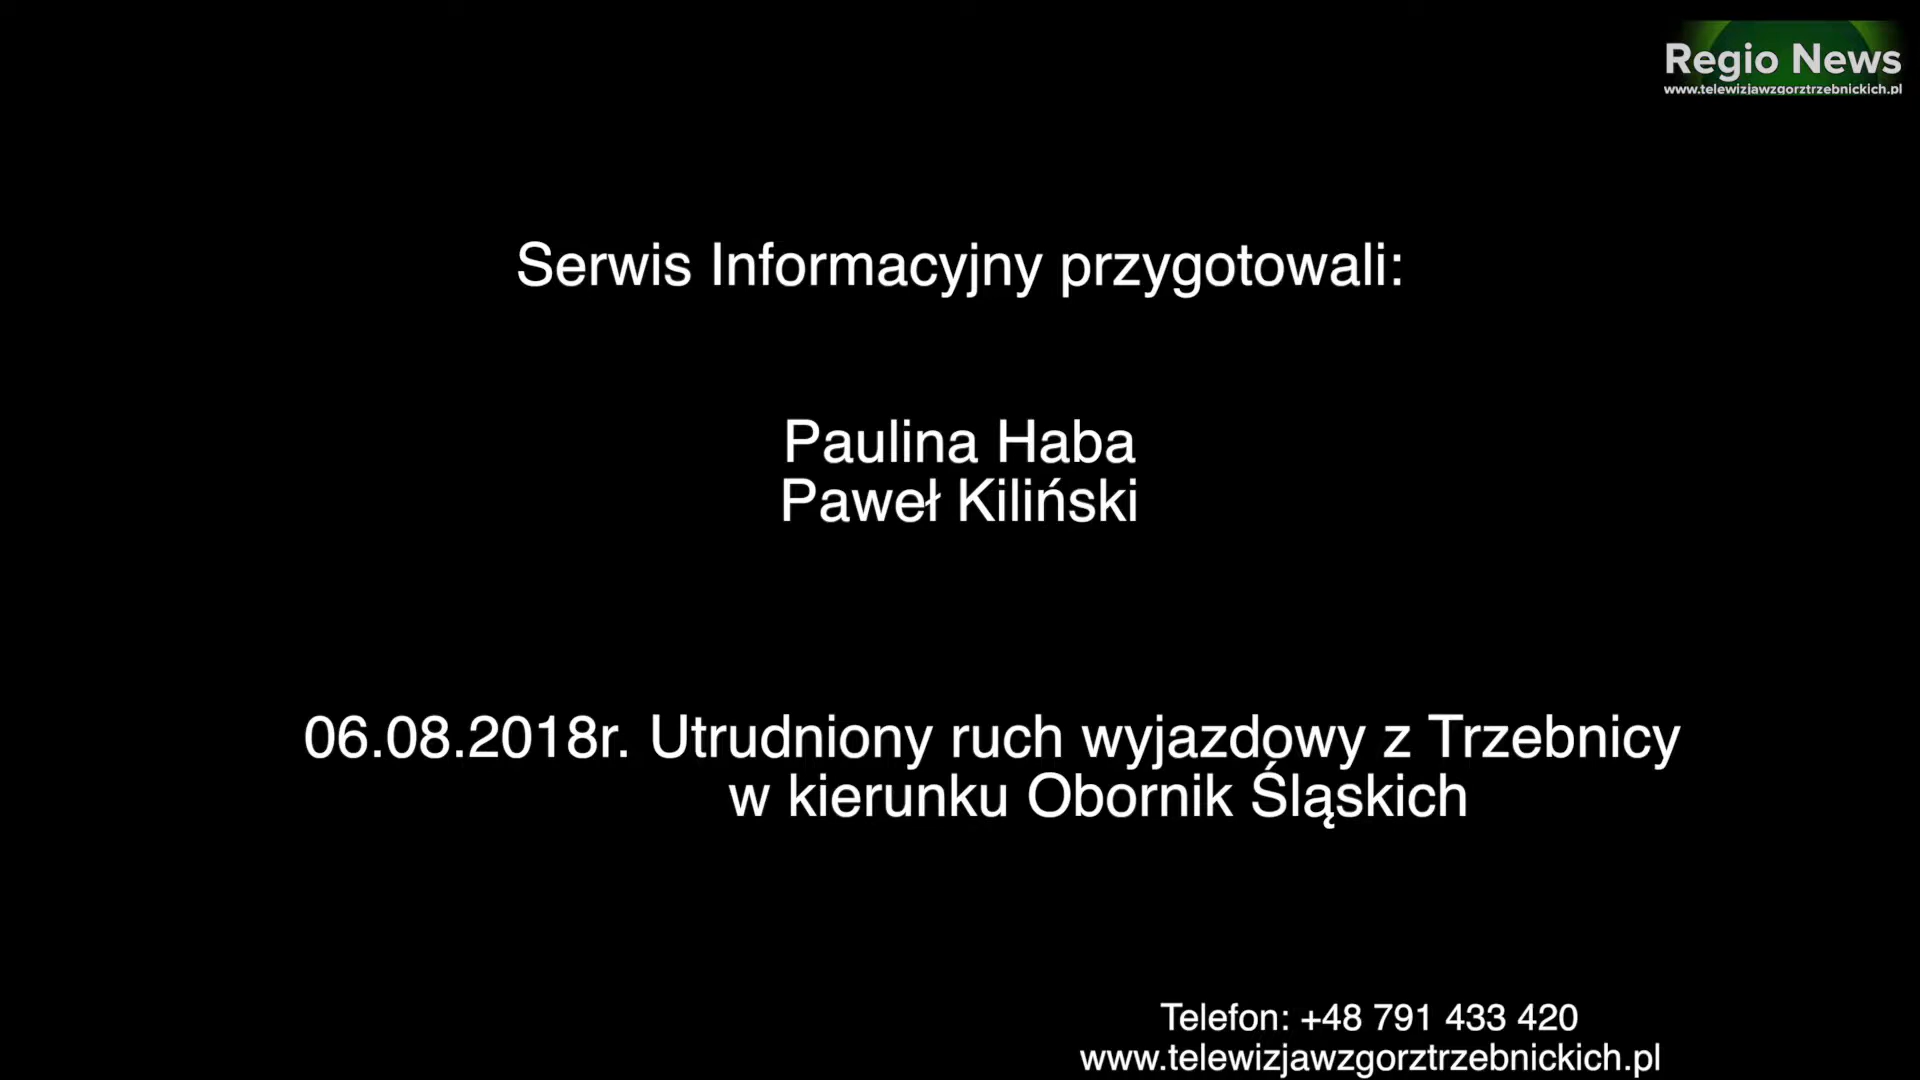 Regio News
www.telewizjawzgorztrzebnickich.pl
Serwis Informacyjny przygotowali:
Paulina Haba
Paweł Kiliński
06.08.2018r. Utrudniony ruch wyjazdowy z Trzebnicy
w kierunku Obornik Śląskich
Telefon: +48 791 433 420
www.telewizjawzgorztrzebnickich.pl